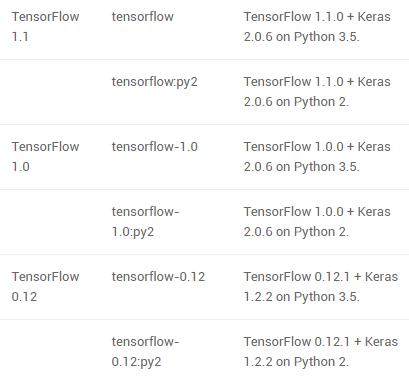 TensorFlow tensorflow TensorFlow 1.1.0 + Keras
1.1 2.0.6 on Python 3.5.
tensorflow:py2 TensorFlow 1.1.0 + Keras
2.0.6 on Python 2.
TensorFlow tensorflow-1.0 TensorFlow 1.0.0 + Keras
1.0 2.0.6 on Python 3.5.
tensorflow- TensorFlow 1.0.0 + Keras
1.0:py2 2.0.6 on Python 2.
TensorFlow tensorflow-0.12 TensorFlow 0.12.1 + Keras
0.12 1.2.2 on Python 3.5.
tensorflow- TensorFlow 0.12.1 + Keras
0.12:py2 1.2.2 on Python 2.